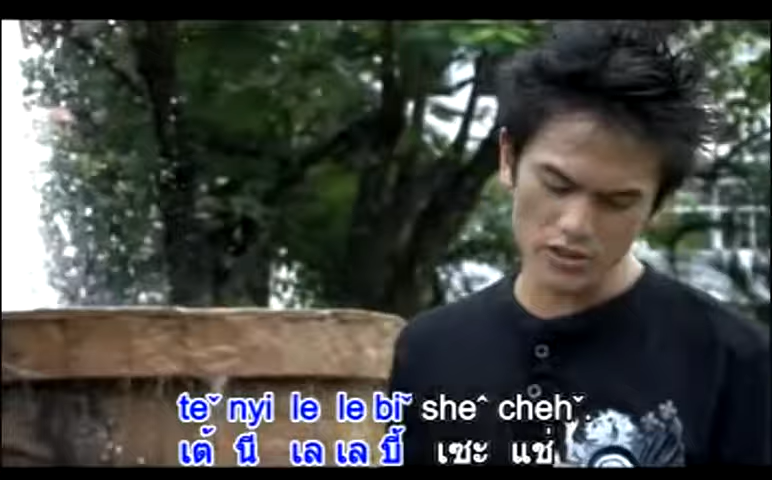 teˇ nyi le le biˇ sheˆ chehˇ.
เต้ นี เล เล บี้ เซะ แช่